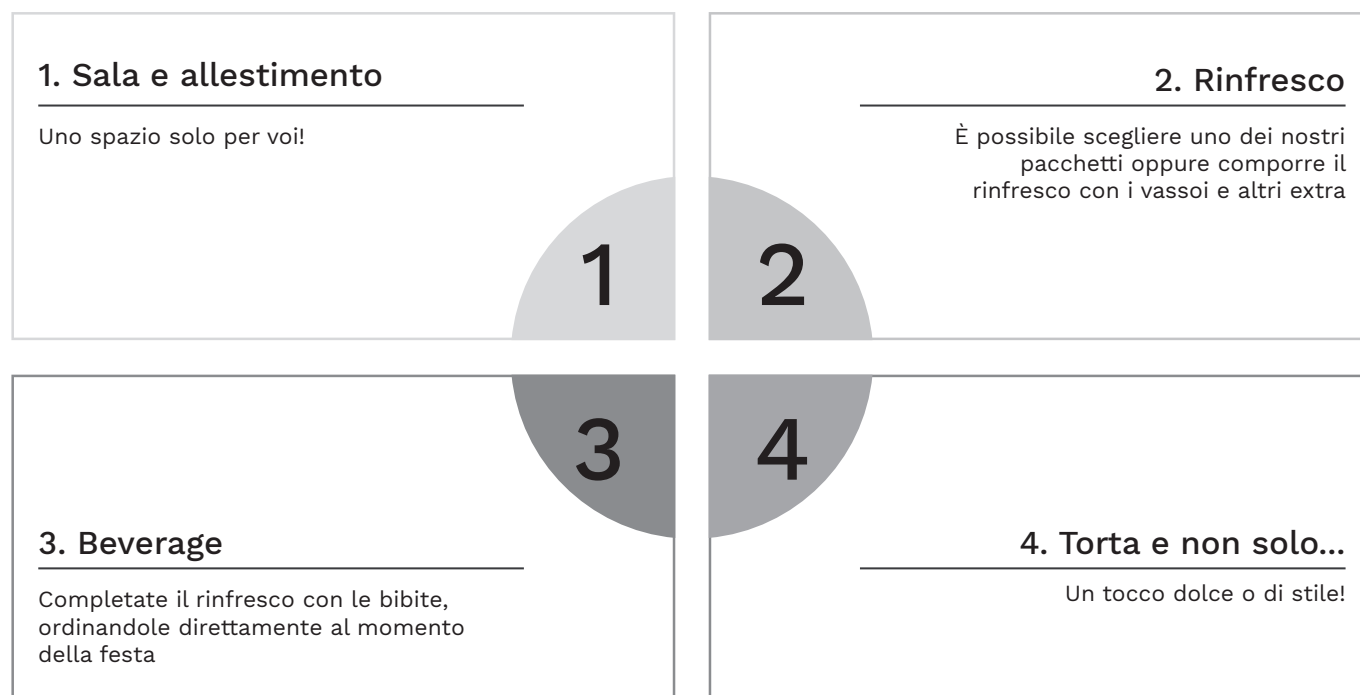 1. Sala e allestimento
Uno spazio solo per voi!
1
2. Rinfresco
È possibile scegliere uno dei nostri
pacchetti oppure comporre il
rinfresco con i vassoi e altri extra
2
3
3. Beverage
Completate il rinfresco con le bibite,
ordinandole direttamente al momento
della festa
4
4. Torta e non solo...
Un tocco dolce o di stile!